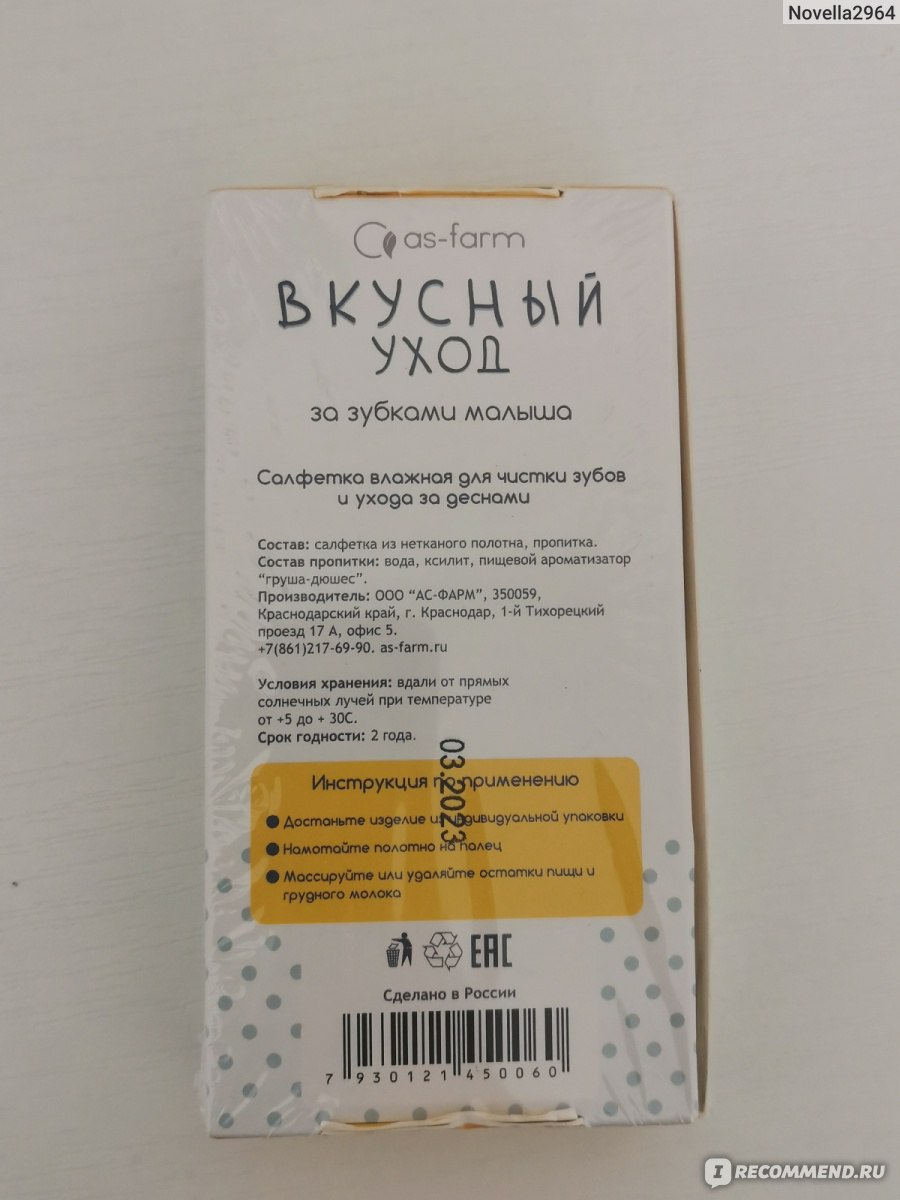 Novella2964
as-farm
ВКУСНЫЙ
УХОД
за зубками малыша
Салфетка влажная для чистки зубов
и ухода за деснами
Состав: салфетка из нетканого полотна, пропитка.
Состав пропитки: вода, ксилит, пищевой ароматизатор
“груша-дюшес”.
Производитель: ООО “АС-ФАРМ”, 350059,
Краснодарский край, г. Краснодар, 1-й Тихорецкий
проезд 17 А, офис 5.
+7(861)217-69-90. as-farm.ru
Условия хранения: вдали от прямых
солнечных лучей при температуре
от +5 до + 30С.
Срок годности: 2 года.
03.2023
Инструкция по применению
Достаньте изделие из индивидуальной упаковки
Намотайте полотно на палец
Массируйте или удаляйте остатки пищи и
грудного молока
EAC
Сделано в России
7 930121 450060
IRECOMMEND.RU